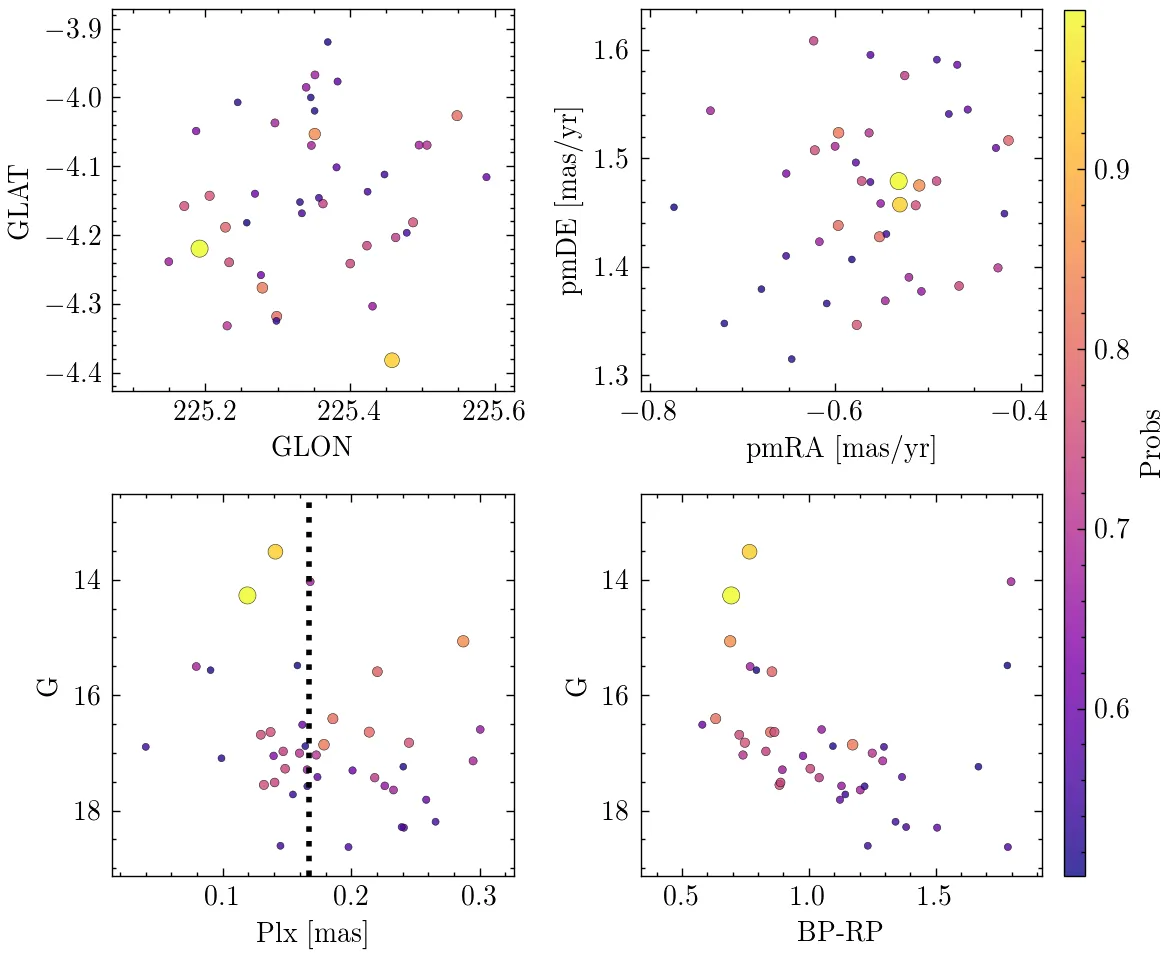 −3.9
−4.0
−4.1
−4.2
−4.3
−4.4
GLAT
225.2 225.4 225.6
GLON
1.6
1.5
1.4
1.3
pmDE [mas/yr]
−0.8 −0.6 −0.4
pmRA [mas/yr]
14
16
18
G
0.1 0.2 0.3
Plx [mas]
14
16
18
G
0.5 1.0 1.5
BP-RP
0.9
0.8
0.7
0.6
Probs